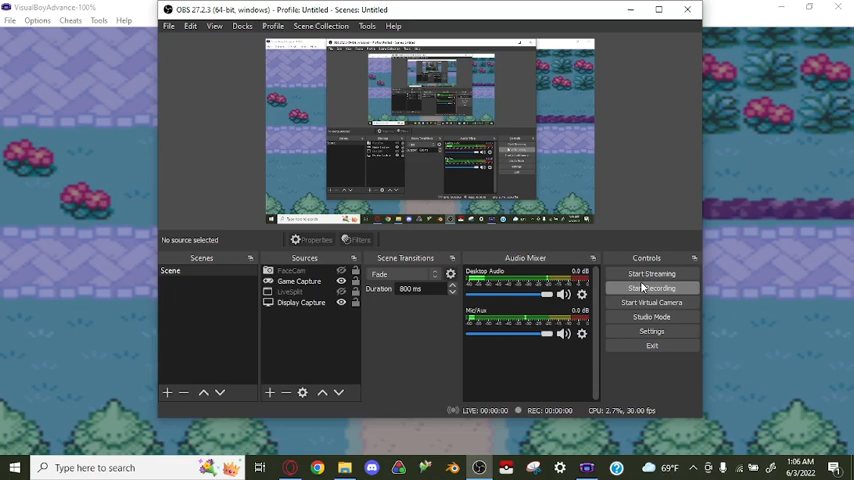 VisualBoyAdvance-100%
File Options Cheats Tools Help
OBS 27.2.3 (64-bit, windows) - Profile: Untitled - Scenes: Untitled
File Edit View Docks Profile Scene Collection Tools Help
No source selected
Properties
Filters
Scenes
Scene
Sources
FaceCam
Game Capture
LiveSplit
Display Capture
Scene Transitions
Fade
Duration 800 ms
Audio Mixer
Desktop Audio 0.0 dB
Mic/Aux 0.0 dB
Controls
Start Streaming
Start Recording
Start Virtual Camera
Studio Mode
Settings
Exit
LIVE: 00:00:00 REC: 00:00:00 CPU: 2.7%, 30.00 fps
Type here to search
69°F
1:06 AM
6/3/2022